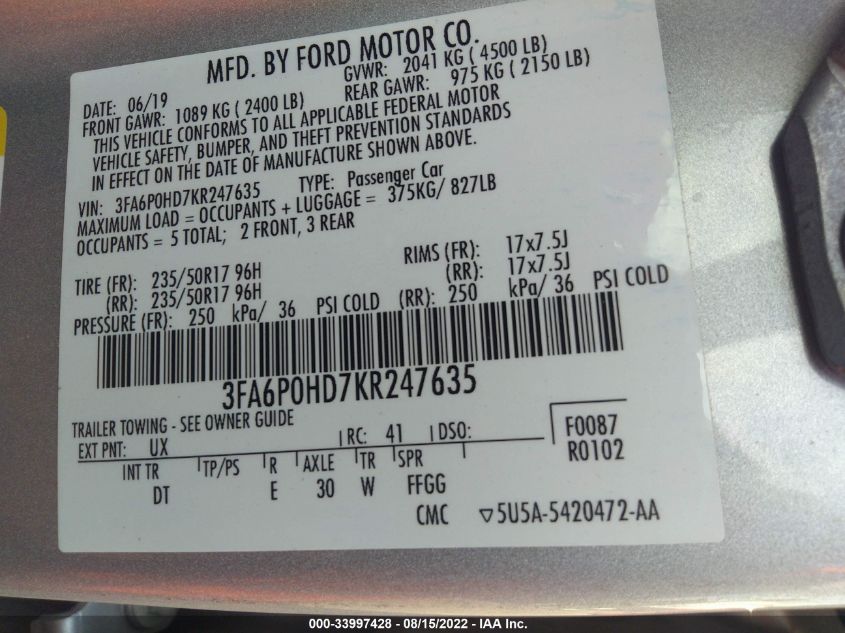 MFD. BY FORD MOTOR CO.
DATE: 06/19 GVWR: 2041 KG ( 4500 LB)
FRONT GAWR: 1089 KG ( 2400 LB) REAR GAWR: 975 KG ( 2150 LB)
THIS VEHICLE CONFORMS TO ALL APPLICABLE FEDERAL MOTOR
VEHICLE SAFETY, BUMPER, AND THEFT PREVENTION STANDARDS
IN EFFECT ON THE DATE OF MANUFACTURE SHOWN ABOVE.
VIN: 3FA6P0HD7KR247635 TYPE: Passenger Car
MAXIMUM LOAD = OCCUPANTS + LUGGAGE = 375KG/ 827LB
OCCUPANTS = 5 TOTAL; 2 FRONT, 3 REAR
TIRE (FR): 235/50R17 96H RIMS (FR): 17x7.5J
(RR): 235/50R17 96H (RR): 17x7.5J
PRESSURE (FR): 250 kPa/ 36 PSI COLD (RR): 250 kPa/ 36 PSI COLD
3FA6P0HD7KR247635
TRAILER TOWING - SEE OWNER GUIDE
EXT PNT: UX RC: 41 DSO: F0087
R0102
INT TR TP/PS R AXLE TR SPR
DT E 30 W FFGG
CMC ▽5U5A-5420472-AA
000-33997428 - 08/15/2022 - IAA Inc.